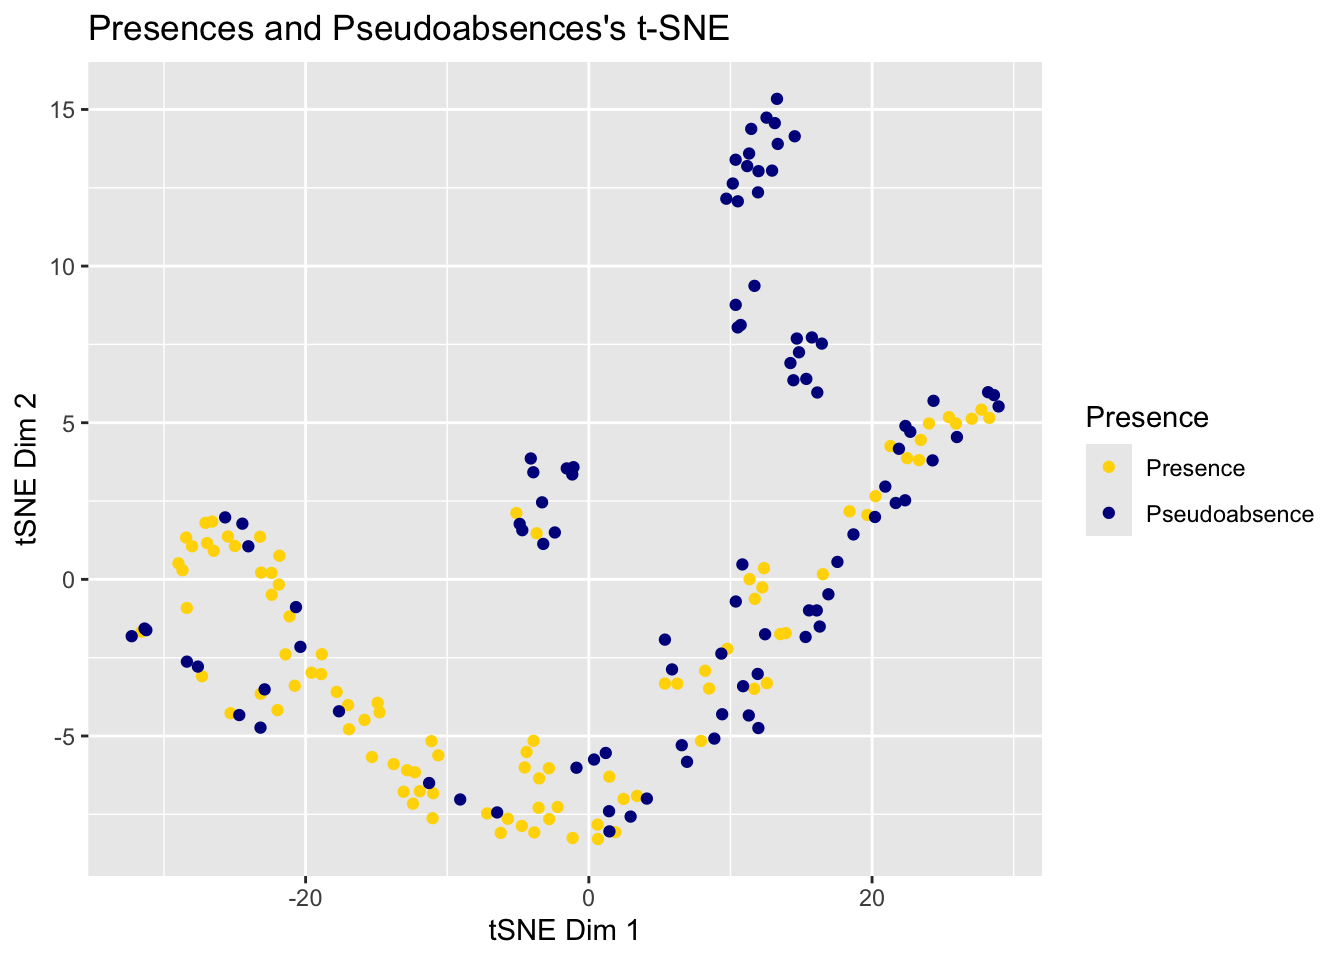 Presences and Pseudoabsences's t-SNE
15
10
5
0
-5
tSNE Dim 2
-20
0
20
tSNE Dim 1
Presence
Presence
Pseudoabsence